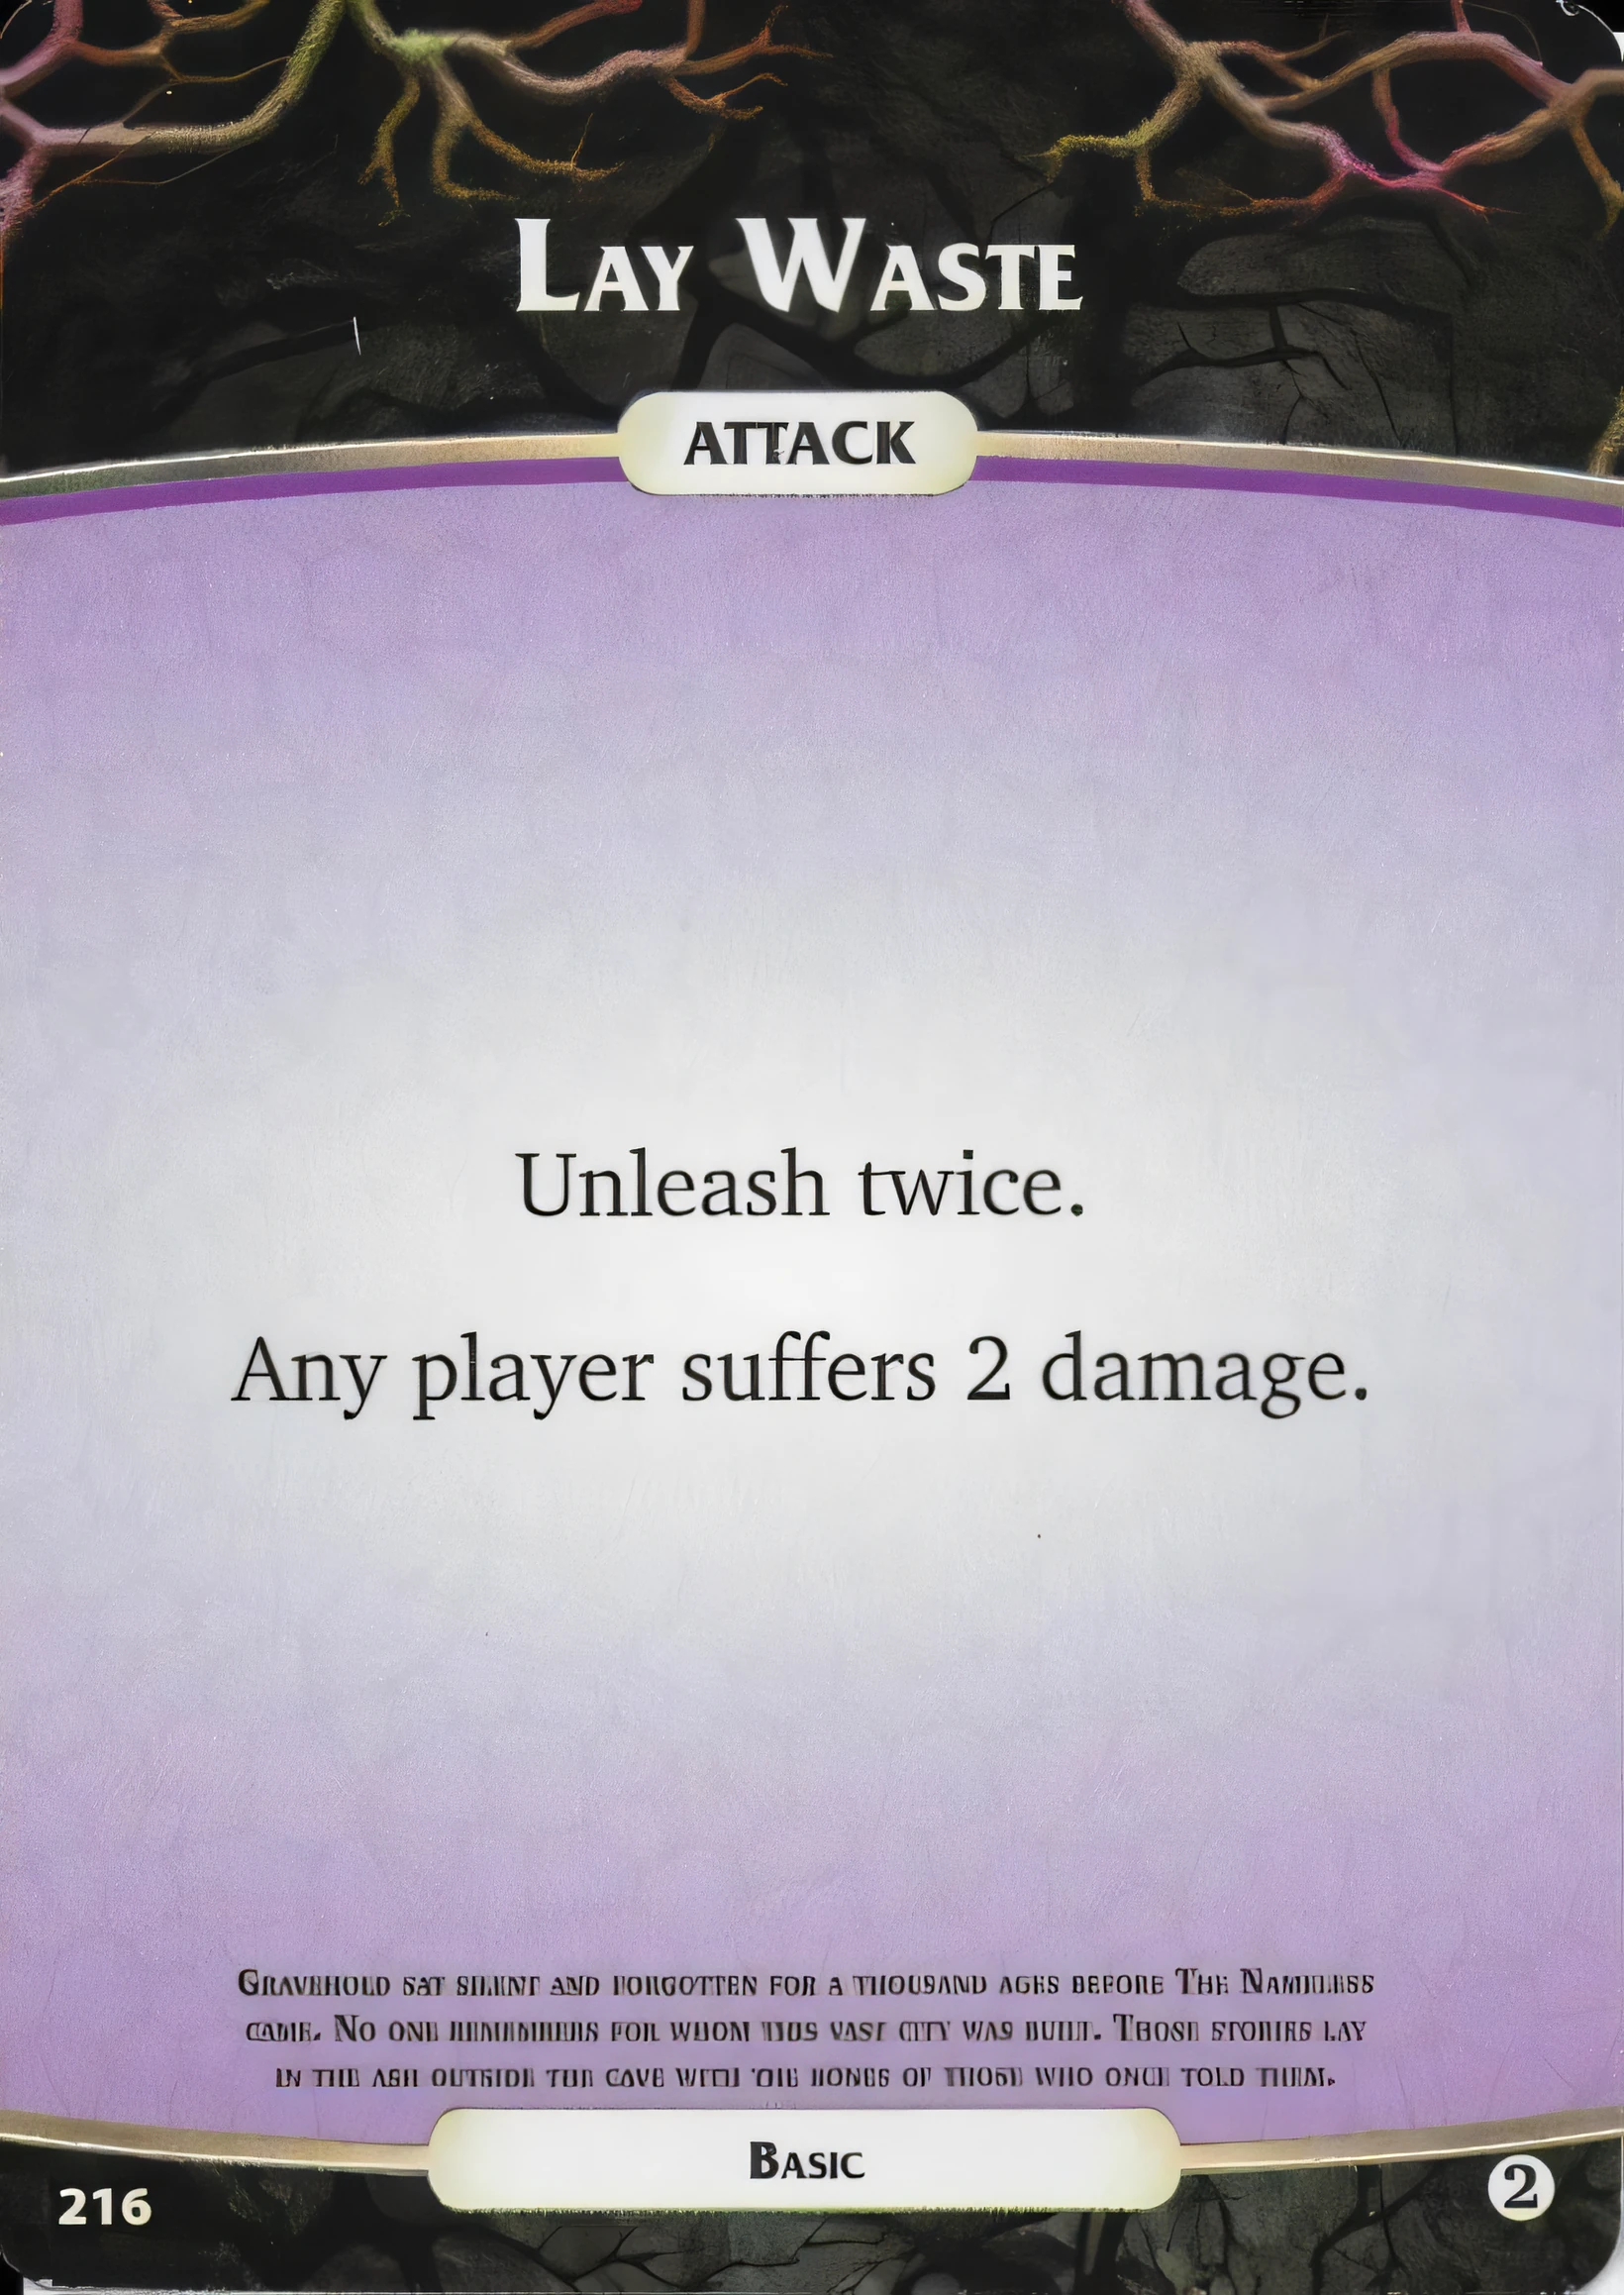 LAY WASTE
ATTACK
Unleash twice.
Any player suffers 2 damage.
GRAVEHOLD SAT SILENT AND FORGOTTEN FOR A THOUSAND AGES BEFORE THE NAMELESS
CAME. NO ONE REMEMBERS FOR WHOM THIS VAST CITY WAS BUILT. THOSE STORIES LAY
IN THE ASH OUTSIDE THE CAVE WITH THE BONES OF THOSE WHO ONCE TOLD THEM.
BASIC
216
2